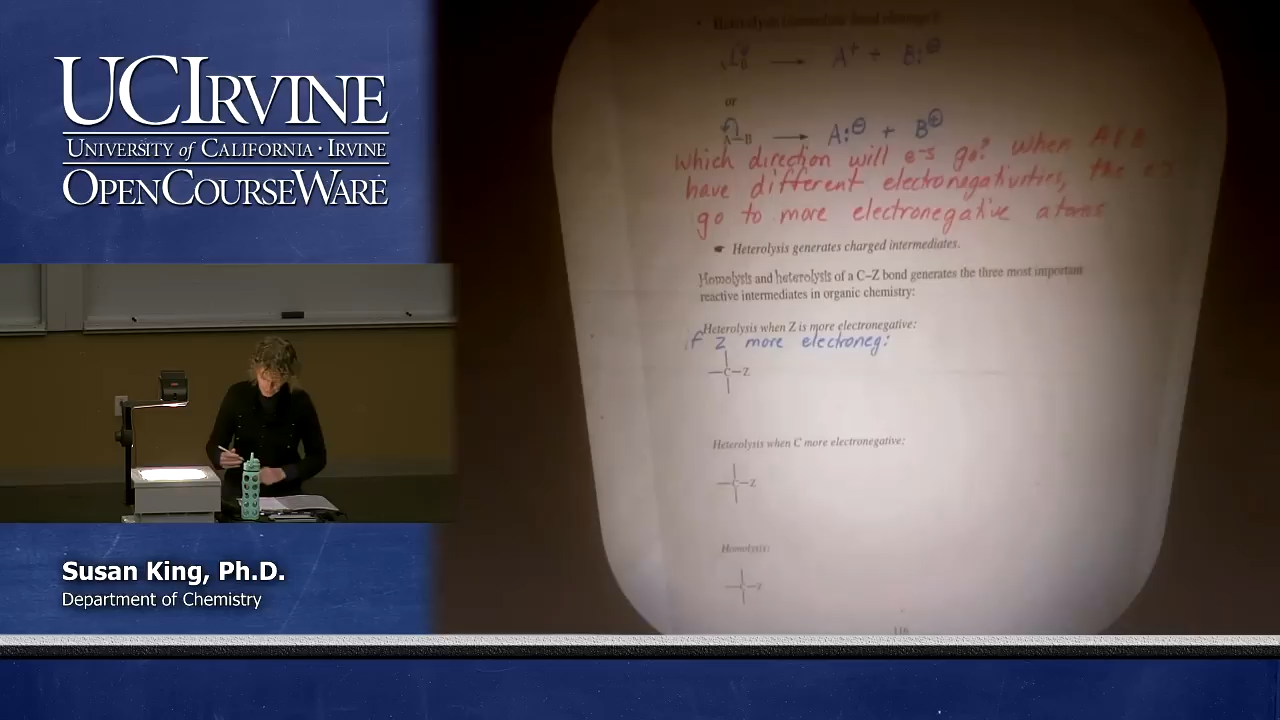 UCIRVINE
UNIVERSITY of CALIFORNIA · IRVINE
OPENCOURSEWARE
Susan King, Ph.D.
Department of Chemistry
A+ + B:⊖
or
A–B → A:⊖ + B⊕
Which direction will e-s go? When A & B
have different electronegativities, the e-s
go to more electronegative atoms
Heterolysis generates charged intermediates.
Homolysis and heterolysis of a C–Z bond generates the three most important
reactive intermediates in organic chemistry:
Heterolysis when Z is more electronegative:
if Z more electroneg:
C–Z
Heterolysis when C more electronegative:
C–Z
Homolysis:
C–Z
116